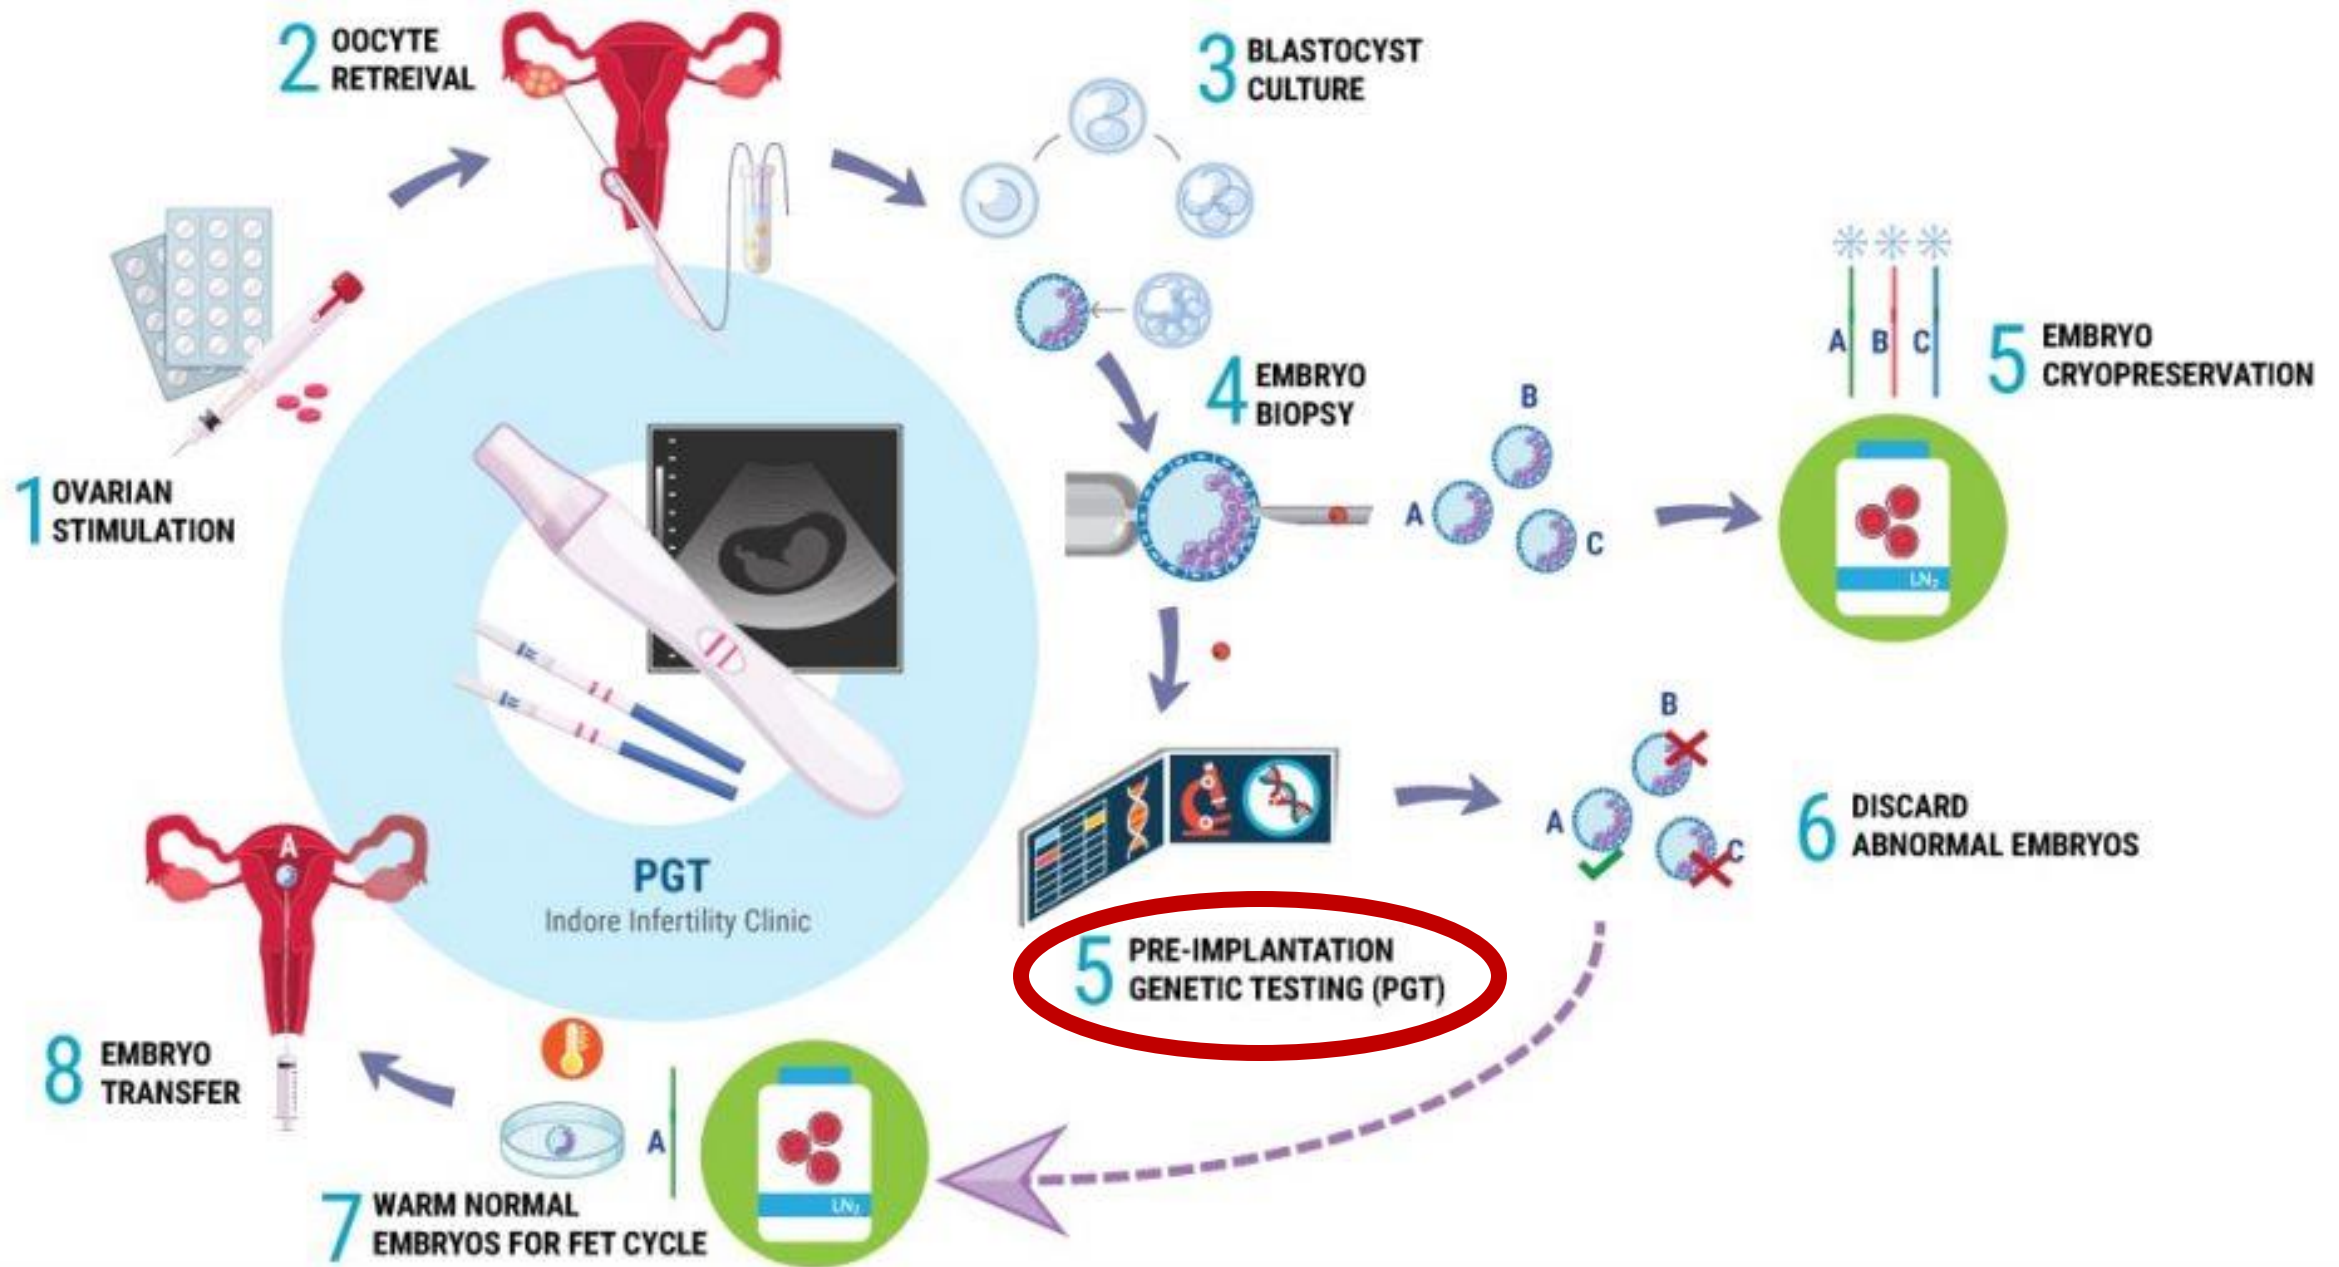 1 OVARIAN
STIMULATION
2 OOCYTE
RETREIVAL
3 BLASTOCYST
CULTURE
4 EMBRYO
BIOPSY
A
B
C
A
B
C
5 EMBRYO
CRYOPRESERVATION
LN₂
5 PRE-IMPLANTATION
GENETIC TESTING (PGT)
B
A
C
6 DISCARD
ABNORMAL EMBRYOS
7 WARM NORMAL
EMBRYOS FOR FET CYCLE
A
LN₂
8 EMBRYO
TRANSFER
A
PGT
Indore Infertility Clinic